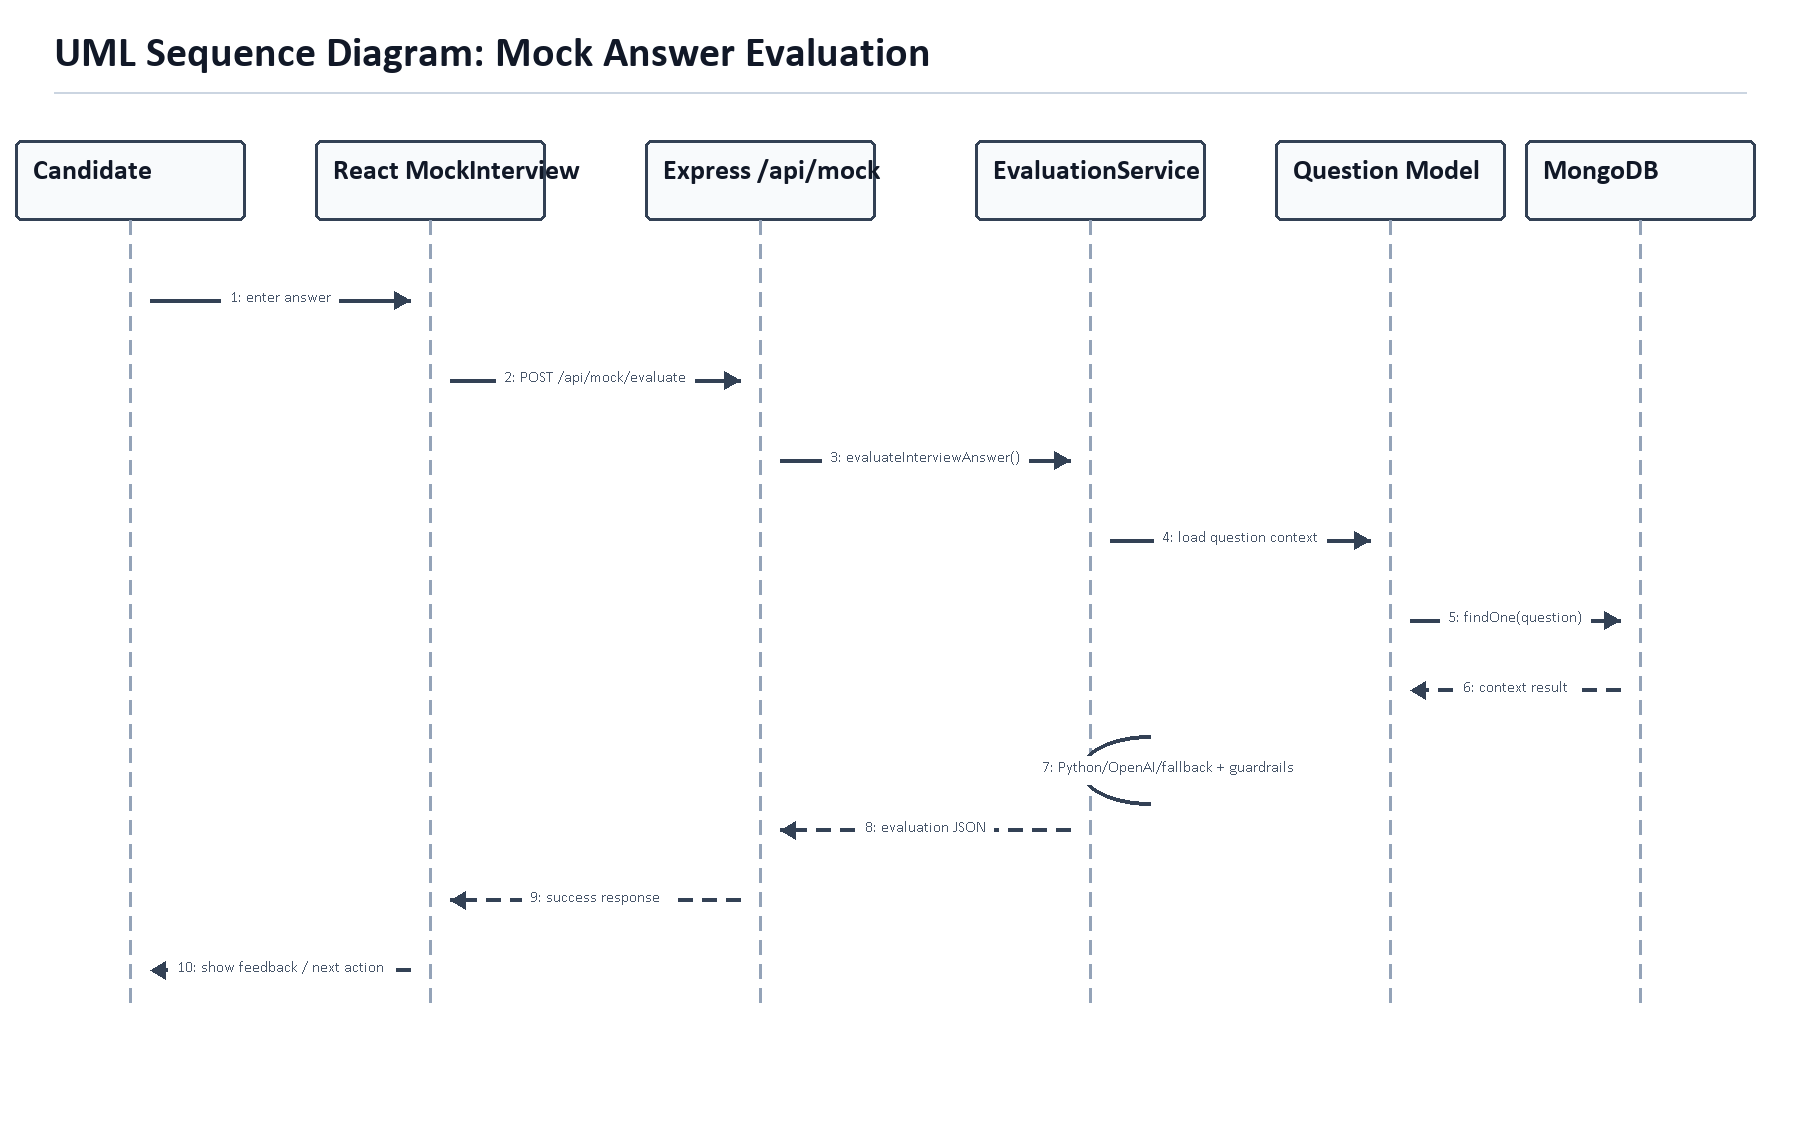 UML Sequence Diagram: Mock Answer Evaluation
Candidate
React MockInterview
Express /api/mock
EvaluationService
Question Model
MongoDB
1: enter answer
2: POST /api/mock/evaluate
3: evaluateInterviewAnswer()
4: load question context
5: findOne(question)
6: context result
7: Python/OpenAI/fallback + guardrails
8: evaluation JSON
9: success response
10: show feedback / next action